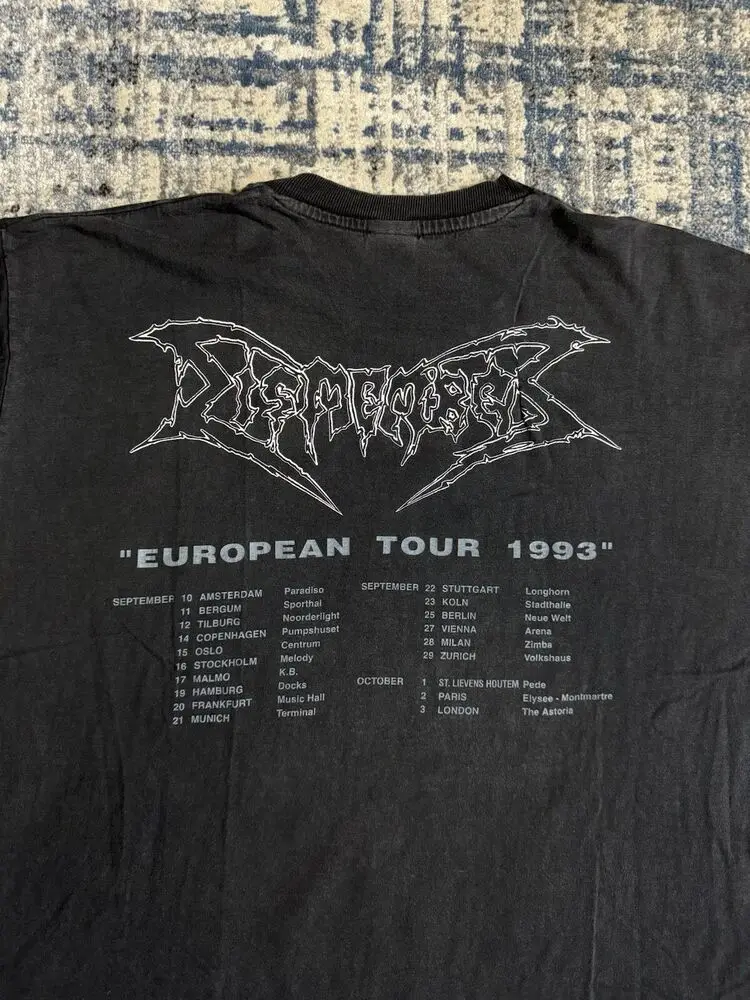 DISMEMBER
"EUROPEAN TOUR 1993"
SEPTEMBER 10 AMSTERDAM Paradiso
11 BERGUM Sporthal
12 TILBURG Noorderlight
14 COPENHAGEN Pumpshuset
15 OSLO Centrum
16 STOCKHOLM Melody
17 MALMO K.B.
19 HAMBURG Docks
20 FRANKFURT Music Hall
21 MUNICH Terminal
SEPTEMBER 22 STUTTGART Longhorn
23 KOLN Stadthalle
25 BERLIN Neue Welt
27 VIENNA Arena
28 MILAN Zimba
29 ZURICH Volkshaus
OCTOBER 1 ST. LIEVENS HOUTEM Pede
2 PARIS Elysee - Montmartre
3 LONDON The Astoria